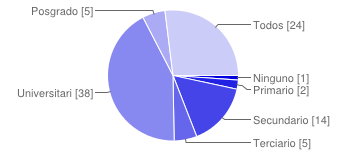 Posgrado [5]
Todos [24]
Ninguno [1]
Primario [2]
Universitari [38]
Secundario [14]
Terciario [5]